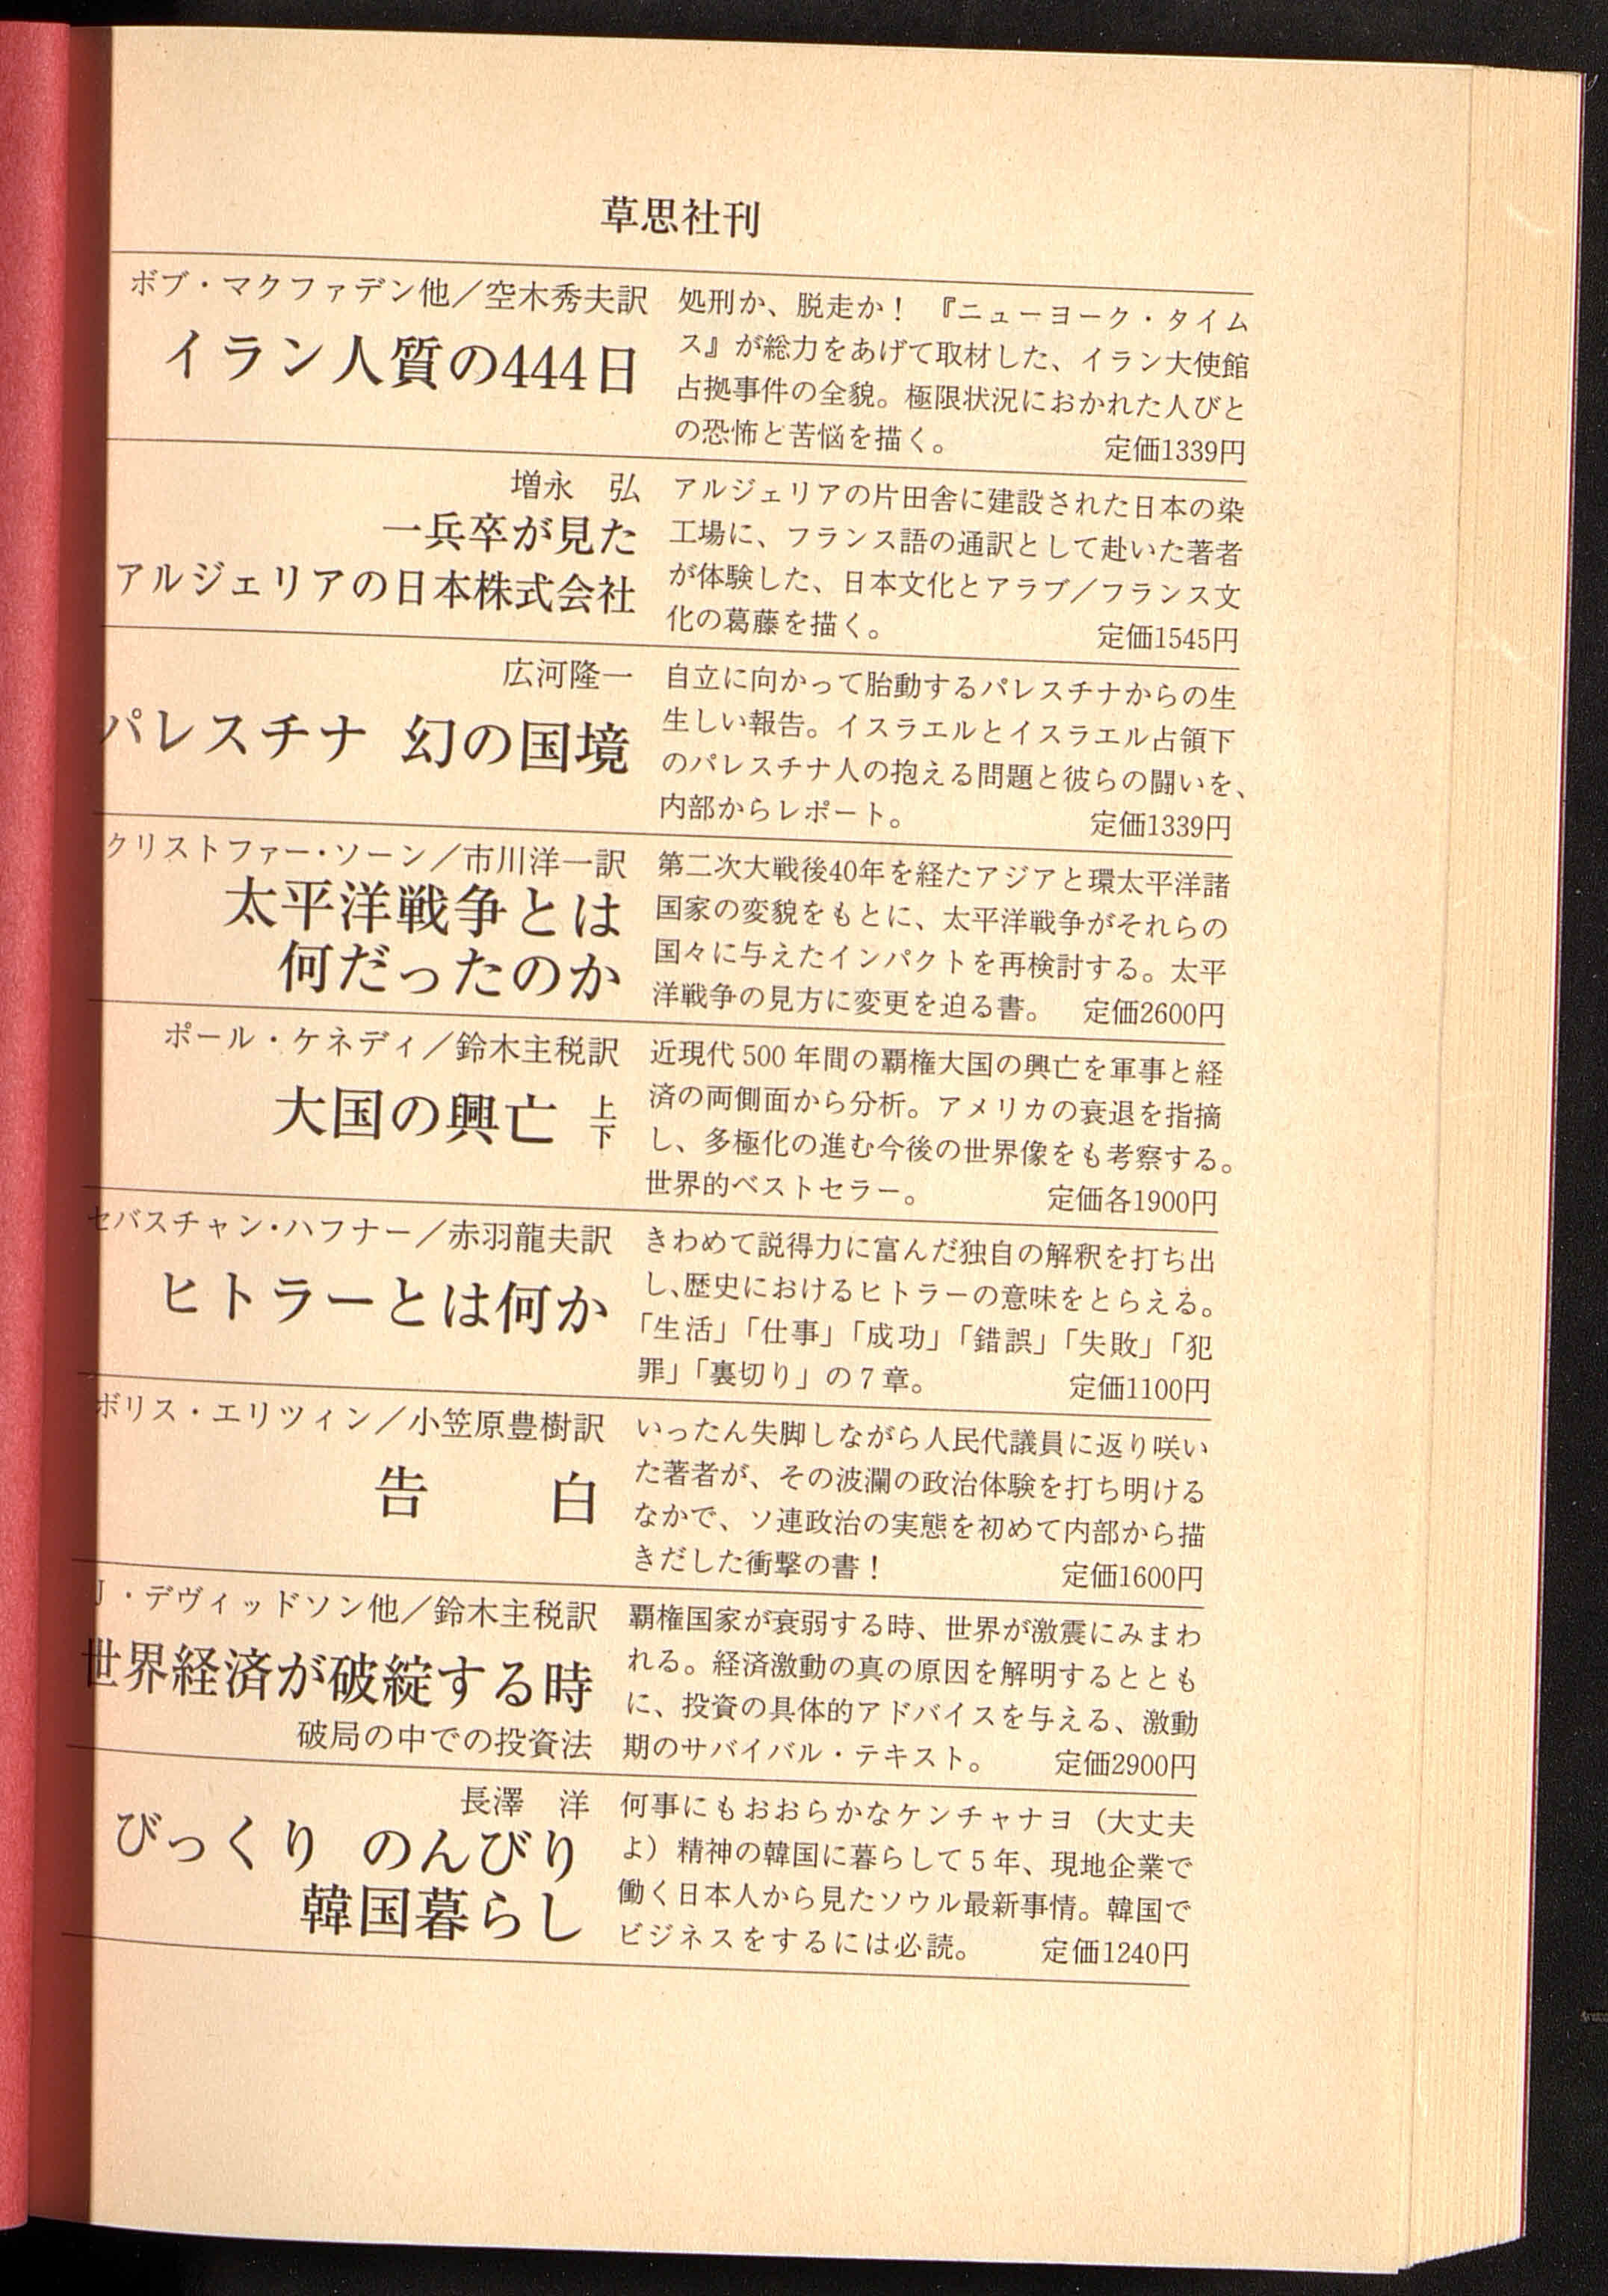 草思社刊
ボブ・マクファデン他／空木秀夫訳
イラン人質の444日
処刑か、脱走か！『ニューヨーク・タイム
ス』が総力をあげて取材した、イラン大使館
占拠事件の全貌。極限状況におかれた人びと
の恐怖と苦悩を描く。 定価1339円
増永　弘
一兵卒が見た
アルジェリアの日本株式会社
アルジェリアの片田舎に建設された日本の染
工場に、フランス語の通訳として赴いた著者
が体験した、日本文化とアラブ／フランス文
化の葛藤を描く。 定価1545円
広河隆一
パレスチナ 幻の国境
自立に向かって胎動するパレスチナからの生
生しい報告。イスラエルとイスラエル占領下
のパレスチナ人の抱える問題と彼らの闘いを、
内部からレポート。 定価1339円
クリストファー・ソーン／市川洋一訳
太平洋戦争とは
何だったのか
第二次大戦後40年を経たアジアと環太平洋諸
国家の変貌をもとに、太平洋戦争がそれらの
国々に与えたインパクトを再検討する。太平
洋戦争の見方に変更を迫る書。 定価2600円
ポール・ケネディ／鈴木主税訳
大国の興亡 上下
近現代500年間の覇権大国の興亡を軍事と経
済の両側面から分析。アメリカの衰退を指摘
し、多極化の進む今後の世界像をも考察する。
世界的ベストセラー。 定価各1900円
セバスチャン・ハフナー／赤羽龍夫訳
ヒトラーとは何か
きわめて説得力に富んだ独自の解釈を打ち出
し、歴史におけるヒトラーの意味をとらえる。
「生活」「仕事」「成功」「錯誤」「失敗」「犯
罪」「裏切り」の7章。 定価1100円
ボリス・エリツィン／小笠原豊樹訳
告　白
いったん失脚しながら人民代議員に返り咲い
た著者が、その波瀾の政治体験を打ち明ける
なかで、ソ連政治の実態を初めて内部から描
きだした衝撃の書！ 定価1600円
J・デヴィッドソン他／鈴木主税訳
世界経済が破綻する時
破局の中での投資法
覇権国家が衰弱する時、世界が激震にみまわ
れる。経済激動の真の原因を解明するととも
に、投資の具体的アドバイスを与える、激動
期のサバイバル・テキスト。 定価2900円
長澤　洋
びっくり のんびり
韓国暮らし
何事にもおおらかなケンチャナヨ（大丈夫
よ）精神の韓国に暮らして5年、現地企業で
働く日本人から見たソウル最新事情。韓国で
ビジネスをするには必読。 定価1240円